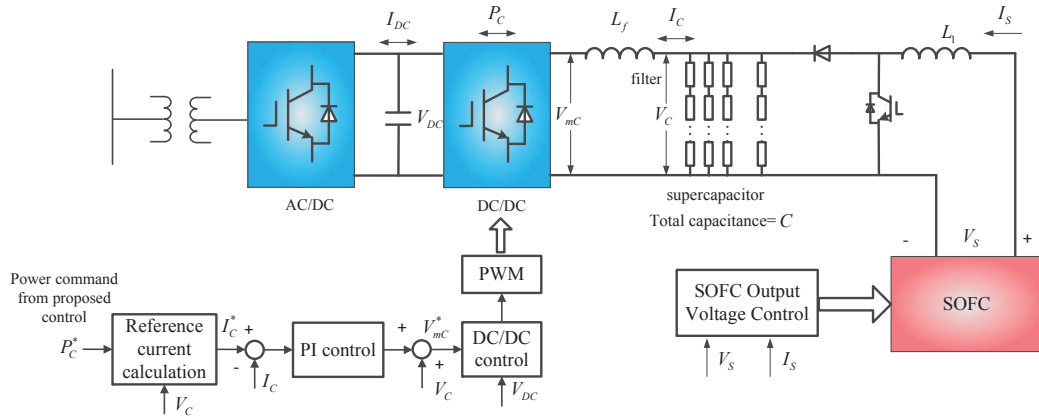 I_DC
P_C
L_f
I_C
L_1
I_S
filter
V_DC
V_mC
V_C
AC/DC
DC/DC
supercapacitor
Total capacitance= C
- V_S +
Power command
from proposed
control
PWM
SOFC Output
Voltage Control
SOFC
P_C^*
Reference
current
calculation
I_C^* +
-
I_C
PI control
+ V_mC^*
+
DC/DC
control
V_C
V_C
V_DC
V_S
I_S